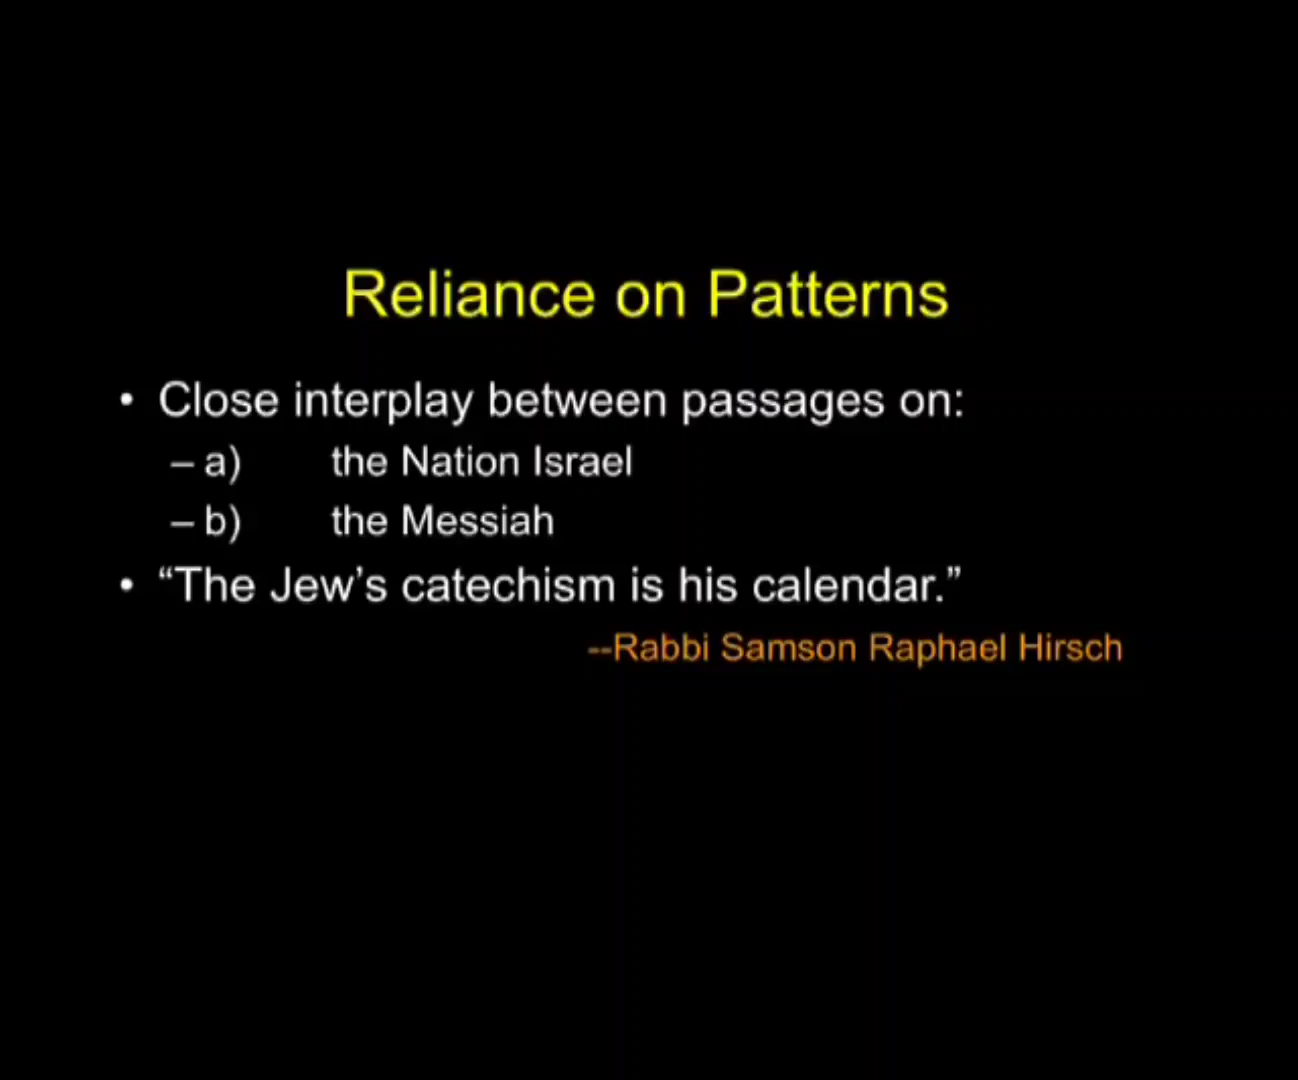 Reliance on Patterns
• Close interplay between passages on:
– a) the Nation Israel
– b) the Messiah
• “The Jew’s catechism is his calendar.”
--Rabbi Samson Raphael Hirsch